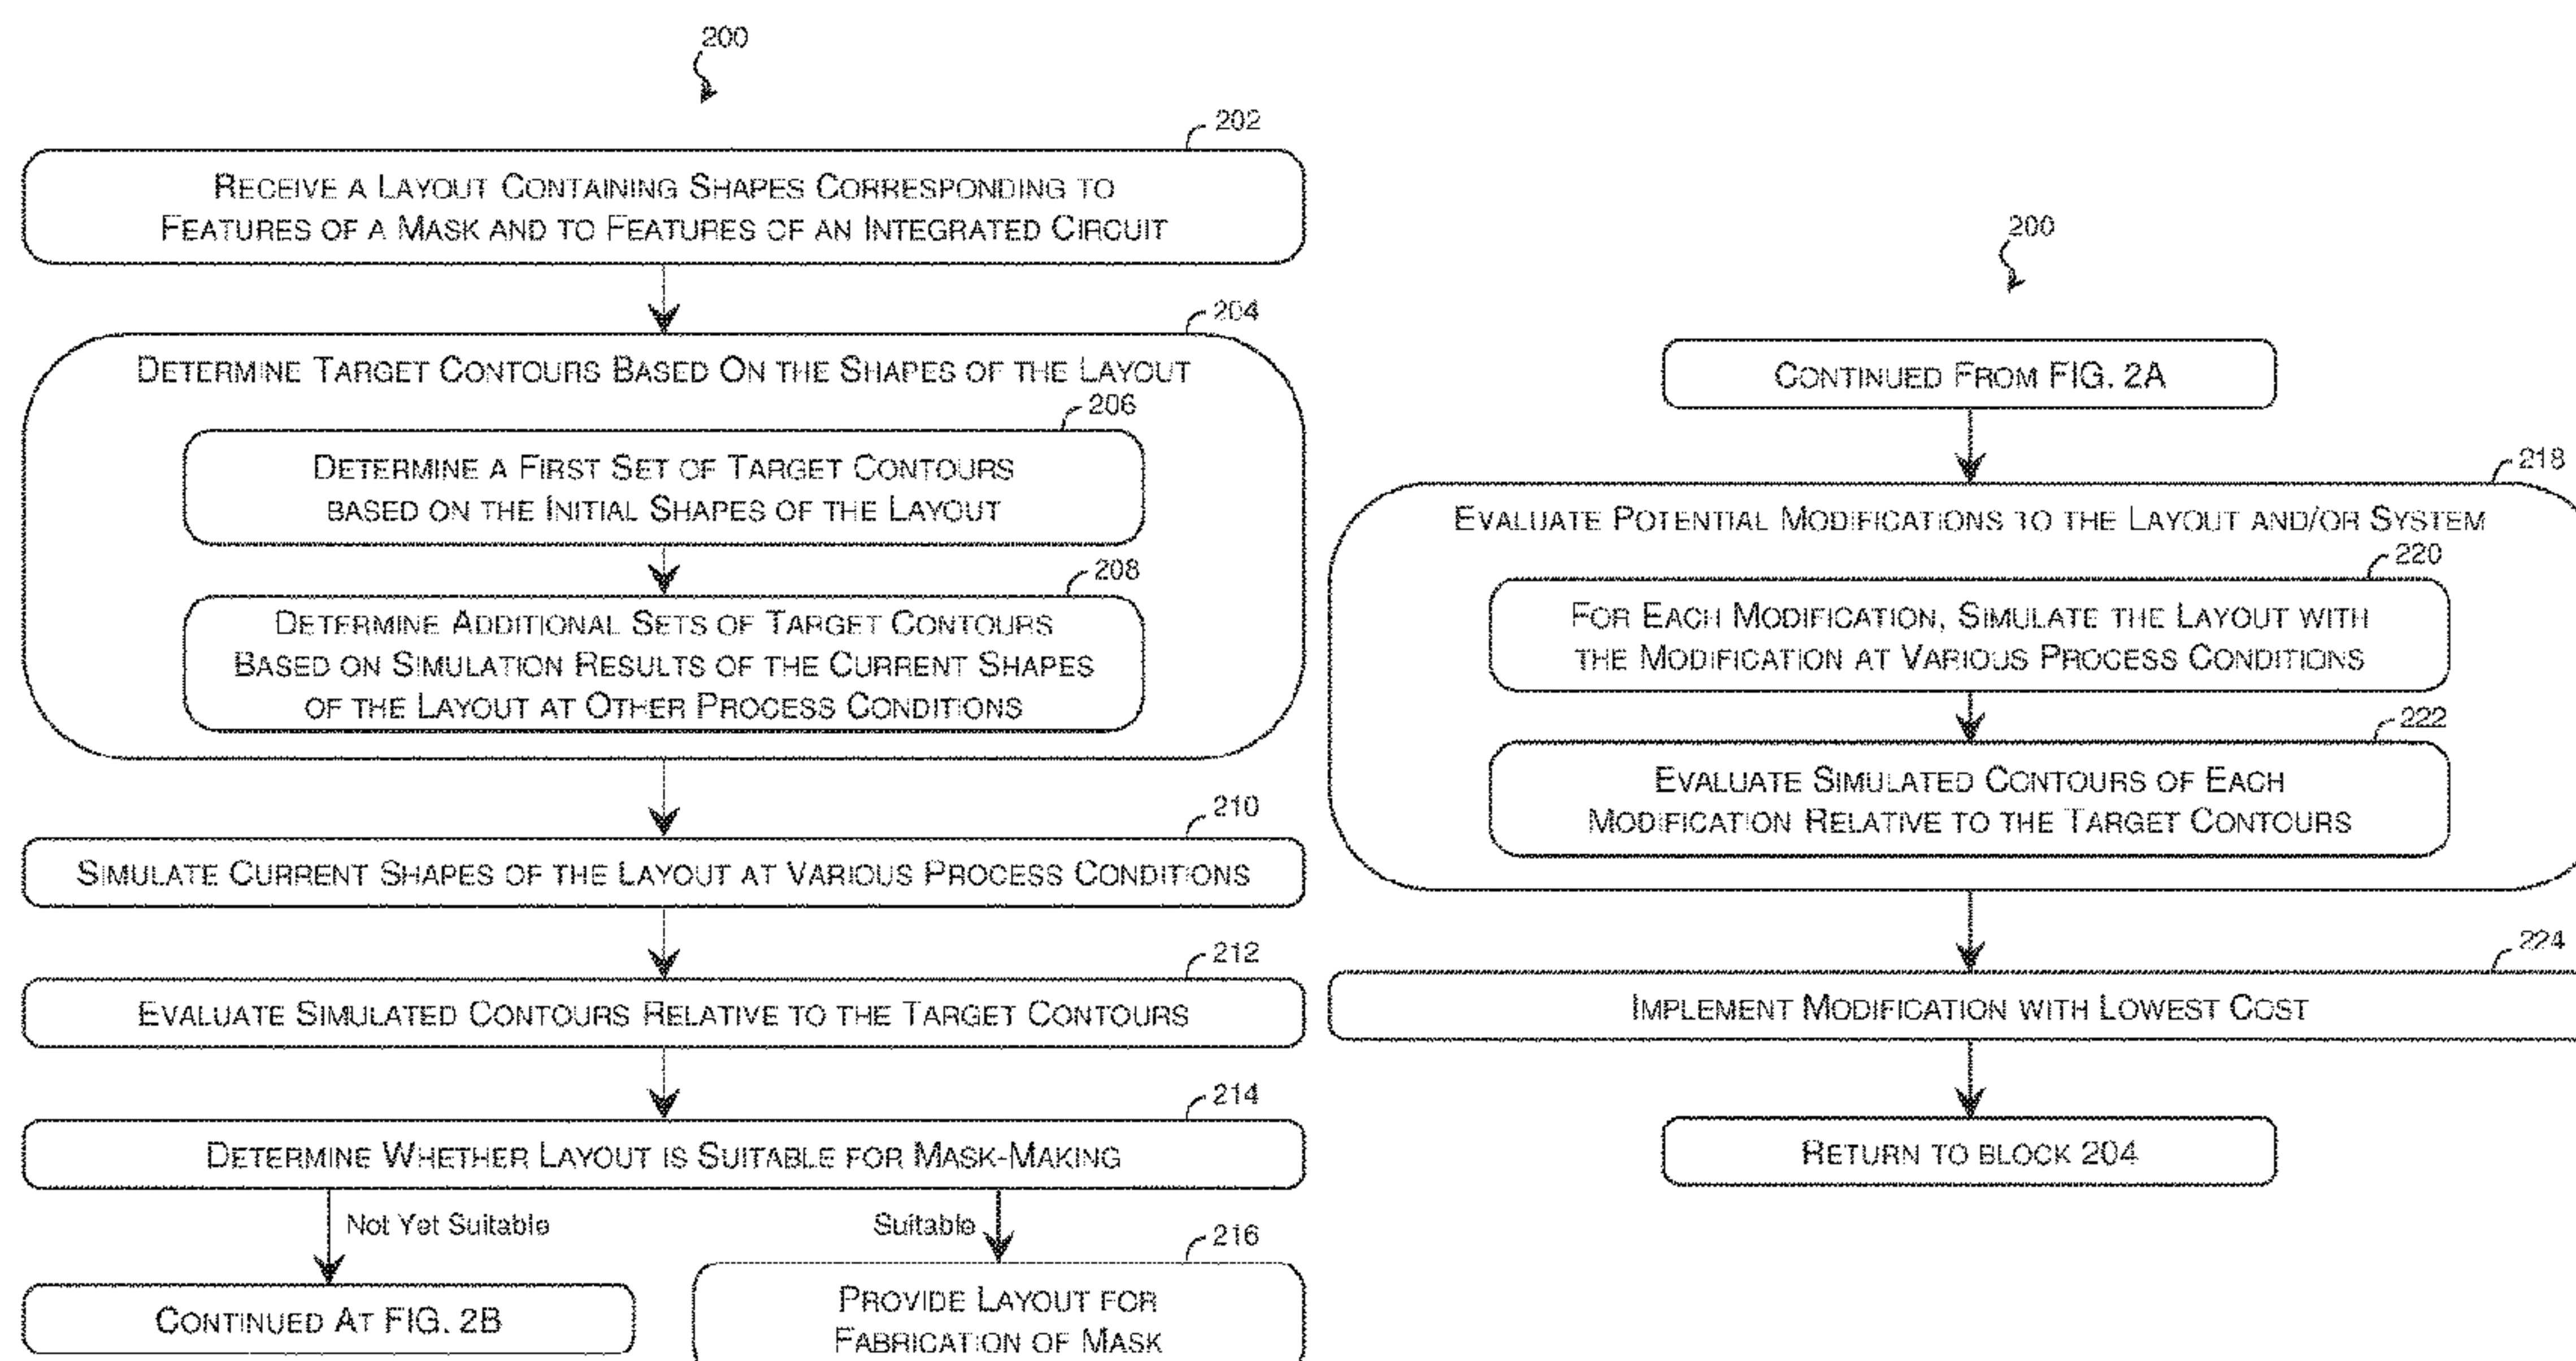 200
202
RECEIVE A LAYOUT CONTAINING SHAPES CORRESPONDING TO
FEATURES OF A MASK AND TO FEATURES OF AN INTEGRATED CIRCUIT
204
DETERMINE TARGET CONTOURS BASED ON THE SHAPES OF THE LAYOUT
206
DETERMINE A FIRST SET OF TARGET CONTOURS
BASED ON THE INITIAL SHAPES OF THE LAYOUT
208
DETERMINE ADDITIONAL SETS OF TARGET CONTOURS
BASED ON SIMULATION RESULTS OF THE CURRENT SHAPES
OF THE LAYOUT AT OTHER PROCESS CONDITIONS
210
SIMULATE CURRENT SHAPES OF THE LAYOUT AT VARIOUS PROCESS CONDITIONS
212
EVALUATE SIMULATED CONTOURS RELATIVE TO THE TARGET CONTOURS
214
DETERMINE WHETHER LAYOUT IS SUITABLE FOR MASK-MAKING
Not Yet Suitable
Suitable
216
CONTINUED AT FIG. 2B
PROVIDE LAYOUT FOR
FABRICATION OF MASK
200
CONTINUED FROM FIG. 2A
218
EVALUATE POTENTIAL MODIFICATIONS TO THE LAYOUT AND/OR SYSTEM
220
FOR EACH MODIFICATION, SIMULATE THE LAYOUT WITH
THE MODIFICATION AT VARIOUS PROCESS CONDITIONS
222
EVALUATE SIMULATED CONTOURS OF EACH
MODIFICATION RELATIVE TO THE TARGET CONTOURS
224
IMPLEMENT MODIFICATION WITH LOWEST COST
RETURN TO BLOCK 204